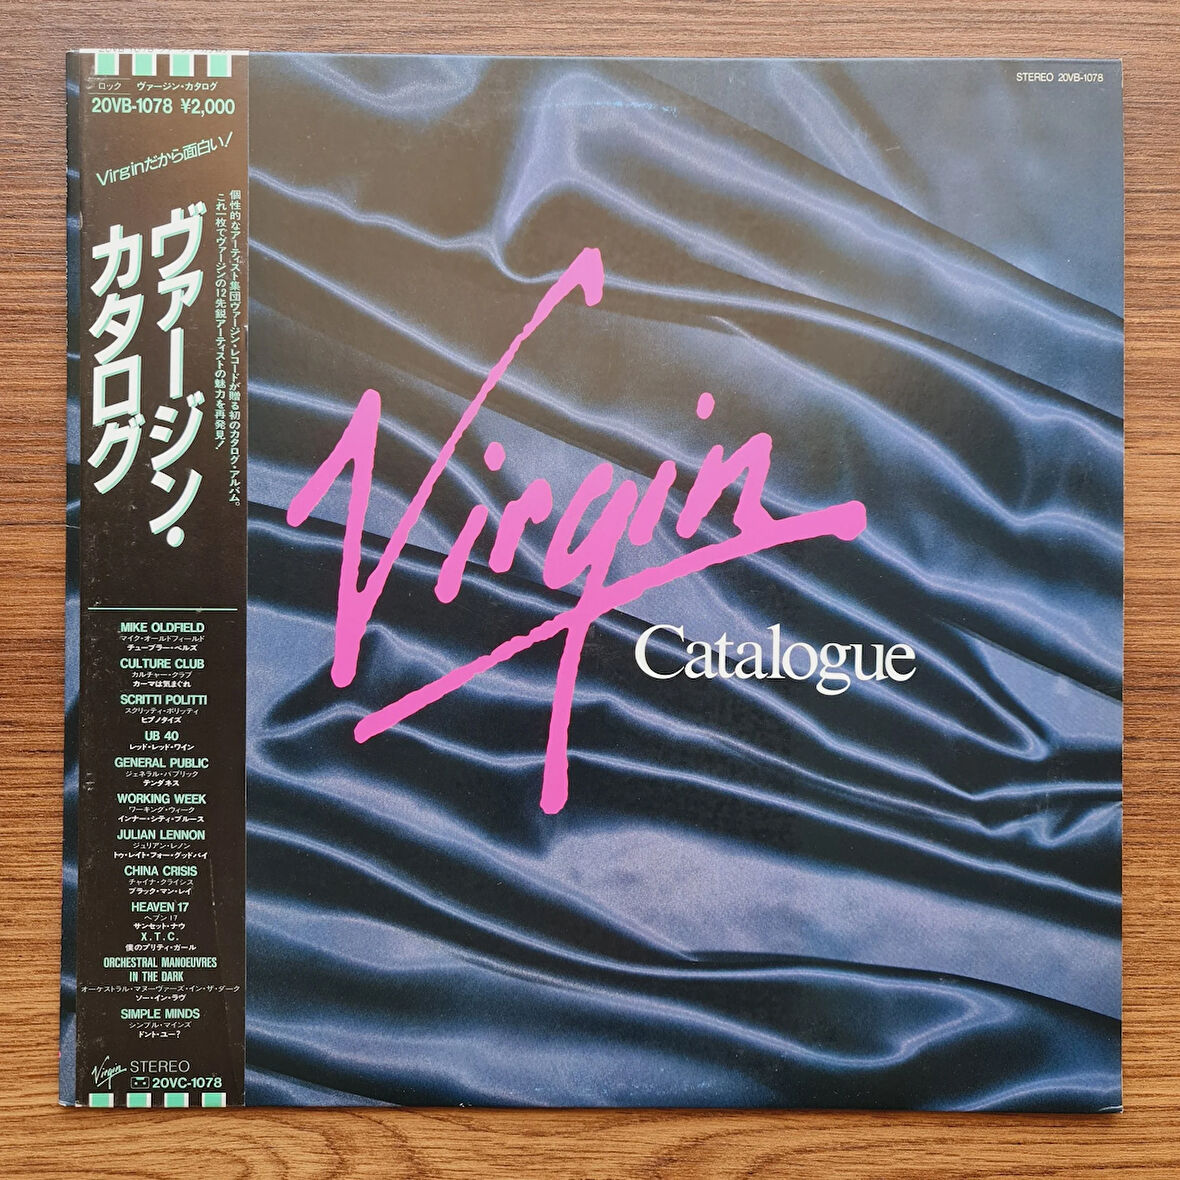 ロック ヴァージン・カタログ
20VB-1078 ¥2,000
Virginだから面白い!
個性的なアーティスト集団ヴァージン・レコードが贈る初のカタログ・アルバム。
これ一枚でヴァージンの12先鋭アーティストの魅力を再発見!
ヴァージン・
カタログ
MIKE OLDFIELD
マイク・オールドフィールド
チューブラー・ベルズ
CULTURE CLUB
カルチャー・クラブ
カーマは気まぐれ
SCRITTI POLITTI
スクリッティ・ポリッティ
ヒプノタイズ
UB 40
レッド・レッド・ワイン
GENERAL PUBLIC
ジェネラル・パブリック
テンダネス
WORKING WEEK
ワーキング・ウィーク
インナー・シティ・ブルース
JULIAN LENNON
ジュリアン・レノン
トゥ・レイト・フォー・グッドバイ
CHINA CRISIS
チャイナ・クライシス
ブラック・マン・レイ
HEAVEN 17
ヘブン17
サンセット・ナウ
X.T.C.
僕のプリティ・ガール
ORCHESTRAL MANOEUVRES
IN THE DARK
オーケストラル・マヌーヴァーズ・イン・ザ・ダーク
ソー・イン・ラヴ
SIMPLE MINDS
シンプル・マインズ
ドント・ユー?
Virgin STEREO
20VC-1078
STEREO 20VB-1078
Virgin
Catalogue